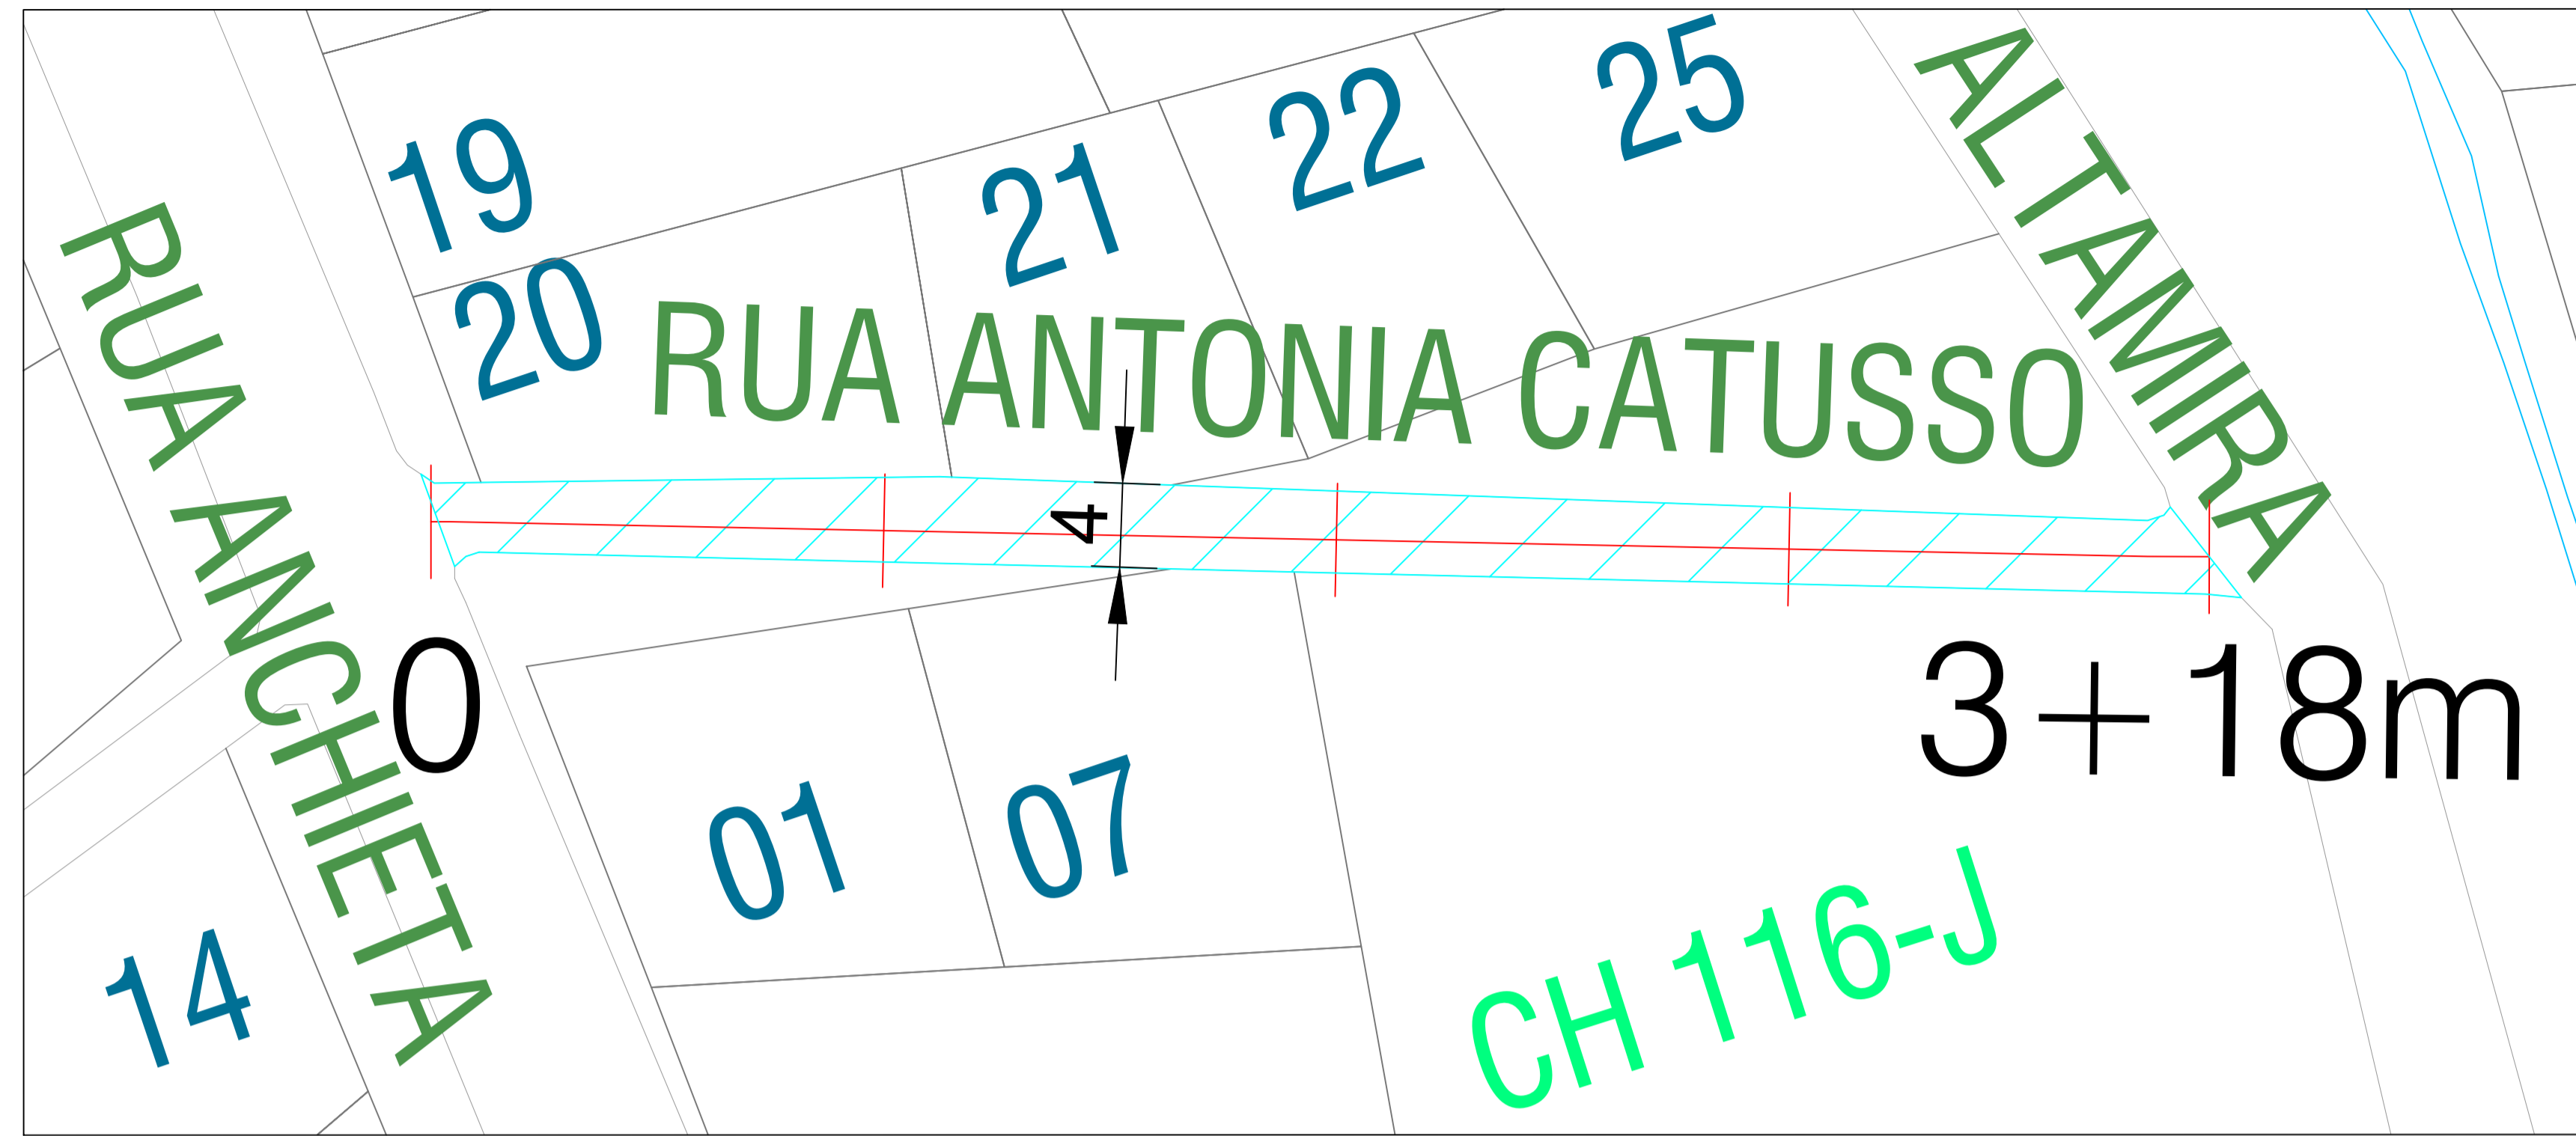 19
20
21
22
25
ALTAMIRA
RUA ANTONIA CATUSSO
RUA ANCHIETA
4
0
3+18m
01
07
14
CH 116-J